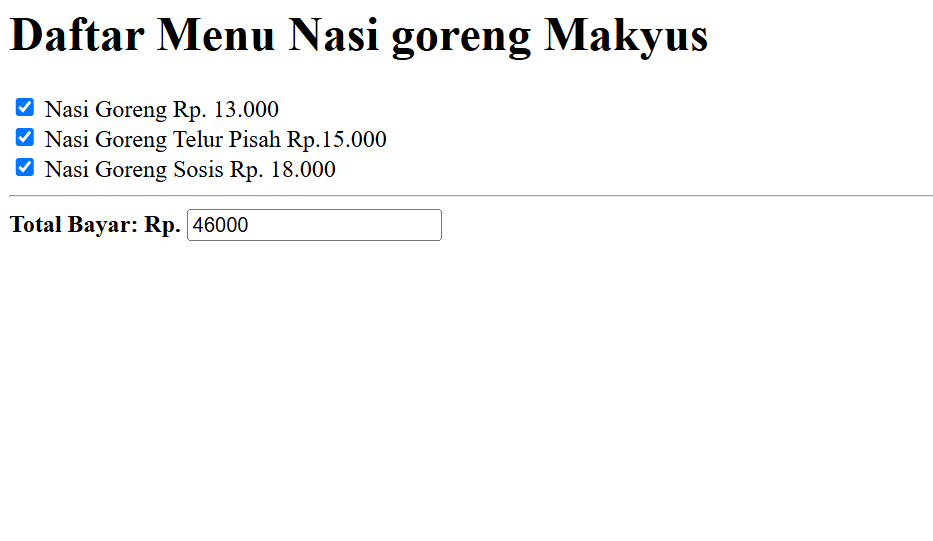 Daftar Menu Nasi goreng Makyus
Nasi Goreng Rp. 13.000
Nasi Goreng Telur Pisah Rp.15.000
Nasi Goreng Sosis Rp. 18.000
Total Bayar: Rp. 46000